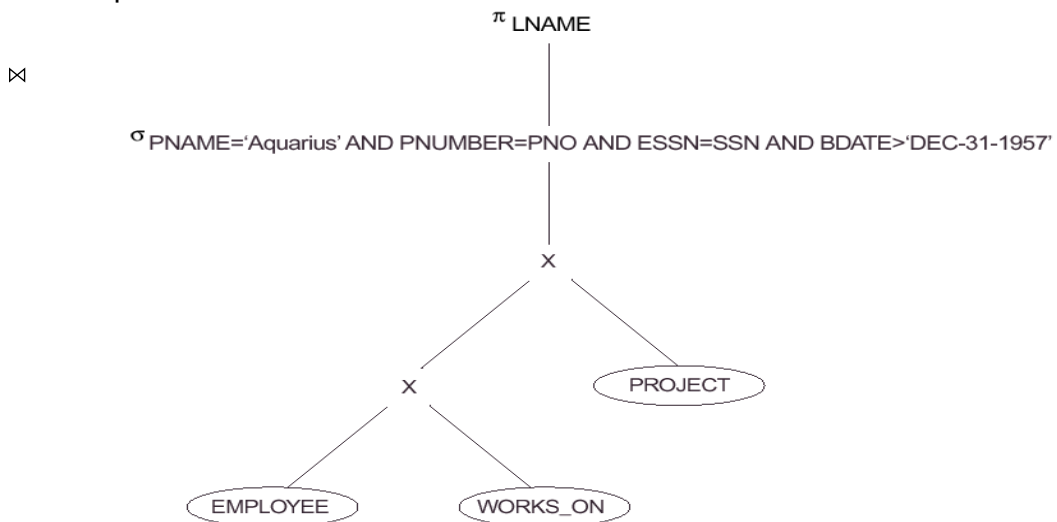 π LNAME
⋈
σ PNAME=‘Aquarius’ AND PNUMBER=PNO AND ESSN=SSN AND BDATE>‘DEC-31-1957’
X
X
PROJECT
EMPLOYEE
WORKS_ON